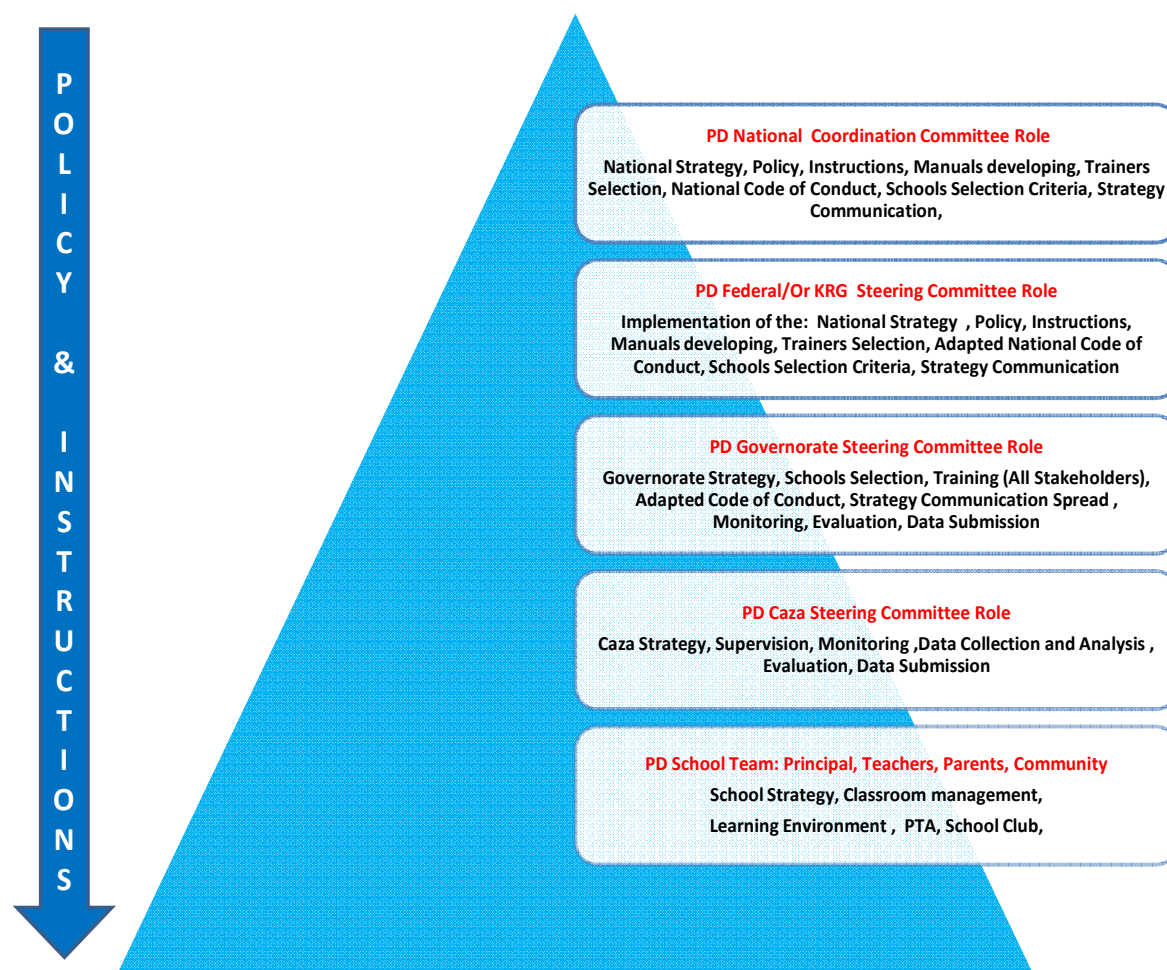 POLICY & INSTRUCTIONS
PD National Coordination Committee Role
National Strategy, Policy, Instructions, Manuals developing, Trainers
Selection, National Code of Conduct, Schools Selection Criteria, Strategy
Communication,
PD Federal/Or KRG Steering Committee Role
Implementation of the: National Strategy , Policy, Instructions,
Manuals developing, Trainers Selection, Adapted National Code of
Conduct, Schools Selection Criteria, Strategy Communication
PD Governorate Steering Committee Role
Governorate Strategy, Schools Selection, Training (All Stakeholders),
Adapted Code of Conduct, Strategy Communication Spread ,
Monitoring, Evaluation, Data Submission
PD Caza Steering Committee Role
Caza Strategy, Supervision, Monitoring ,Data Collection and Analysis ,
Evaluation, Data Submission
PD School Team: Principal, Teachers, Parents, Community
School Strategy, Classroom management,
Learning Environment , PTA, School Club,